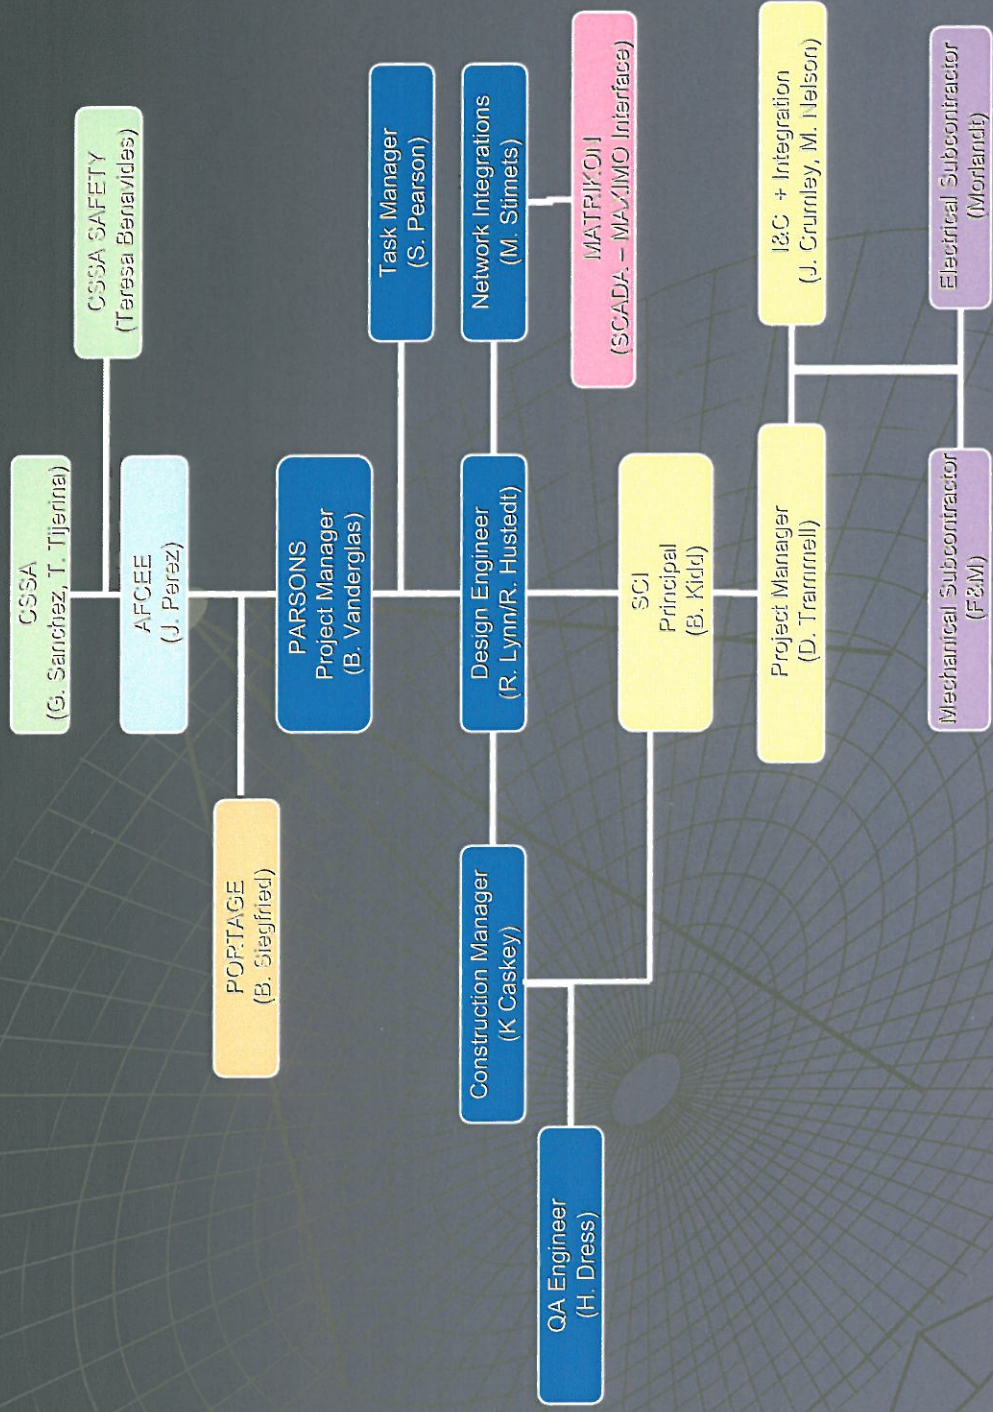 CSSA
(G. Sanchez, T. Tijerina)
CSSA SAFETY
(Teresa Benavides)
AFCEE
(J. Perez)
PORTAGE
(B. Siegfried)
PARSONS
Project Manager
(B. Vanderglas)
Task Manager
(S. Pearson)
Construction Manager
(K Caskey)
Design Engineer
(R. Lynn/R. Hustedt)
Network Integrations
(M. Stimets)
QA Engineer
(H. Dress)
MATRIKON
(SCADA – MAXIMO Interface)
SCI
Principal
(B. Kidd)
Project Manager
(D. Trammell)
I&C + Integration
(J. Crumley, M. Nelson)
Mechanical Subcontractor
(F&M)
Electrical Subcontractor
(Morlandt)